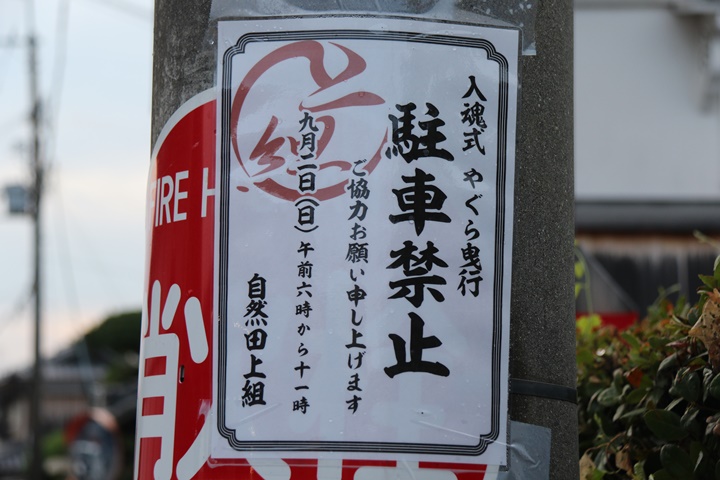 入魂式 やぐら曳行
駐車禁止
ご協力お願い申し上げます
九月二日(日)午前六時から十一時
自然田上組
FIRE H
消